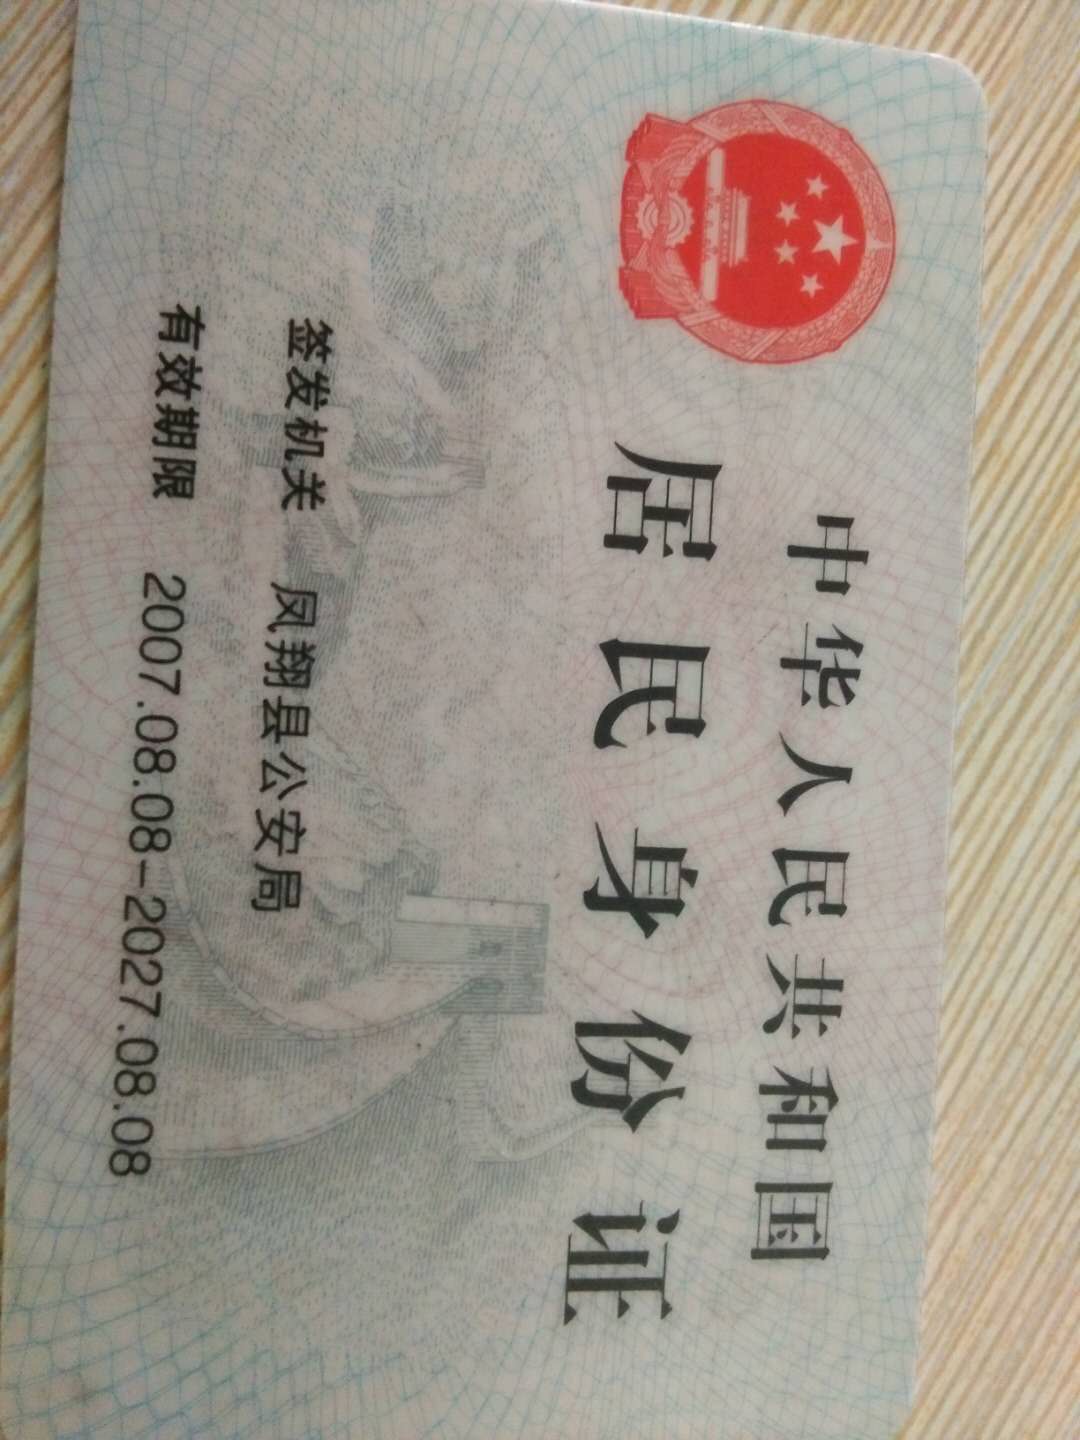 中华人民共和国
居民身份证
签发机关 凤翔县公安局
有效期限 2007.08.08-2027.08.08